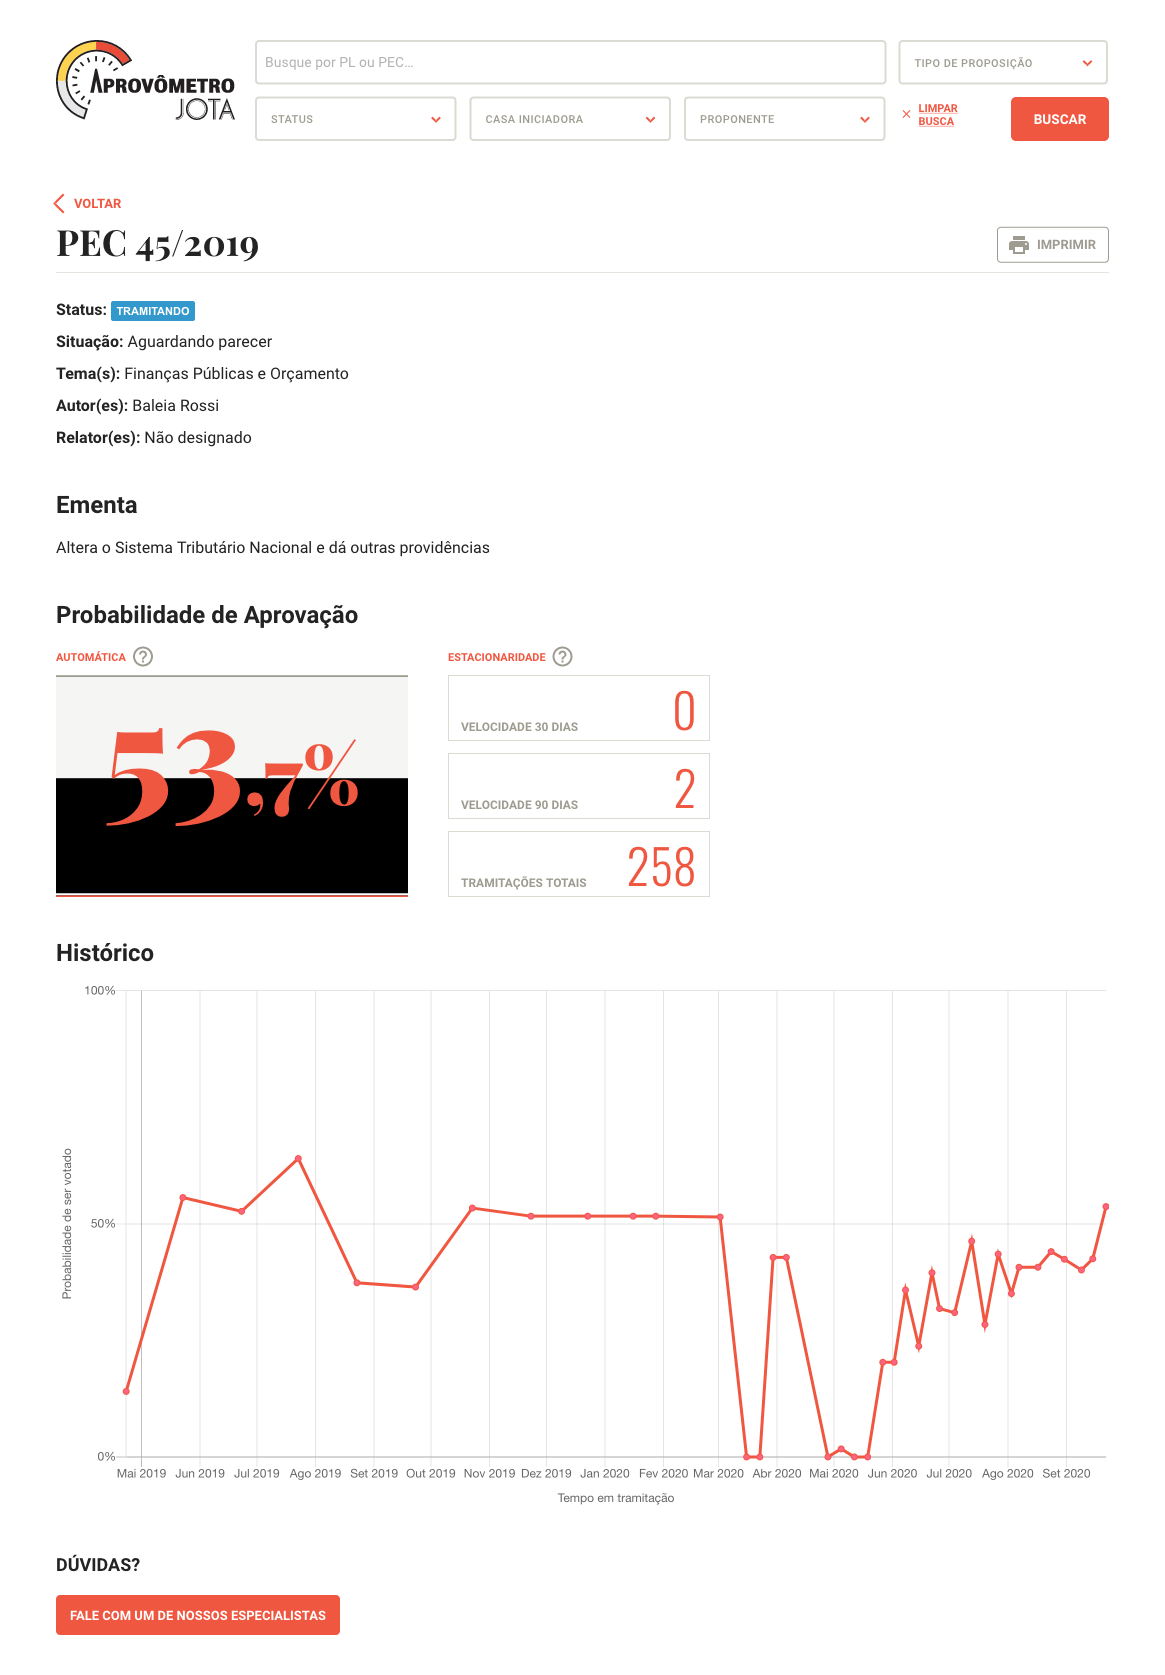 APROVÔMETRO
JOTA
Busque por PL ou PEC...
TIPO DE PROPOSIÇÃO
STATUS
CASA INICIADORA
PROPONENTE
LIMPAR
BUSCA
BUSCAR
VOLTAR
PEC 45/2019
IMPRIMIR
Status: TRAMITANDO
Situação: Aguardando parecer
Tema(s): Finanças Públicas e Orçamento
Autor(es): Baleia Rossi
Relator(es): Não designado
Ementa
Altera o Sistema Tributário Nacional e dá outras providências
Probabilidade de Aprovação
AUTOMÁTICA ?
53,7%
ESTACIONARIDADE ?
VELOCIDADE 30 DIAS 0
VELOCIDADE 90 DIAS 2
TRAMITAÇÕES TOTAIS 258
Histórico
100%
50%
0%
Probabilidade de ser votado
Mai 2019 Jun 2019 Jul 2019 Ago 2019 Set 2019 Out 2019 Nov 2019 Dez 2019 Jan 2020 Fev 2020 Mar 2020 Abr 2020 Mai 2020 Jun 2020 Jul 2020 Ago 2020 Set 2020
Tempo em tramitação
DÚVIDAS?
FALE COM UM DE NOSSOS ESPECIALISTAS